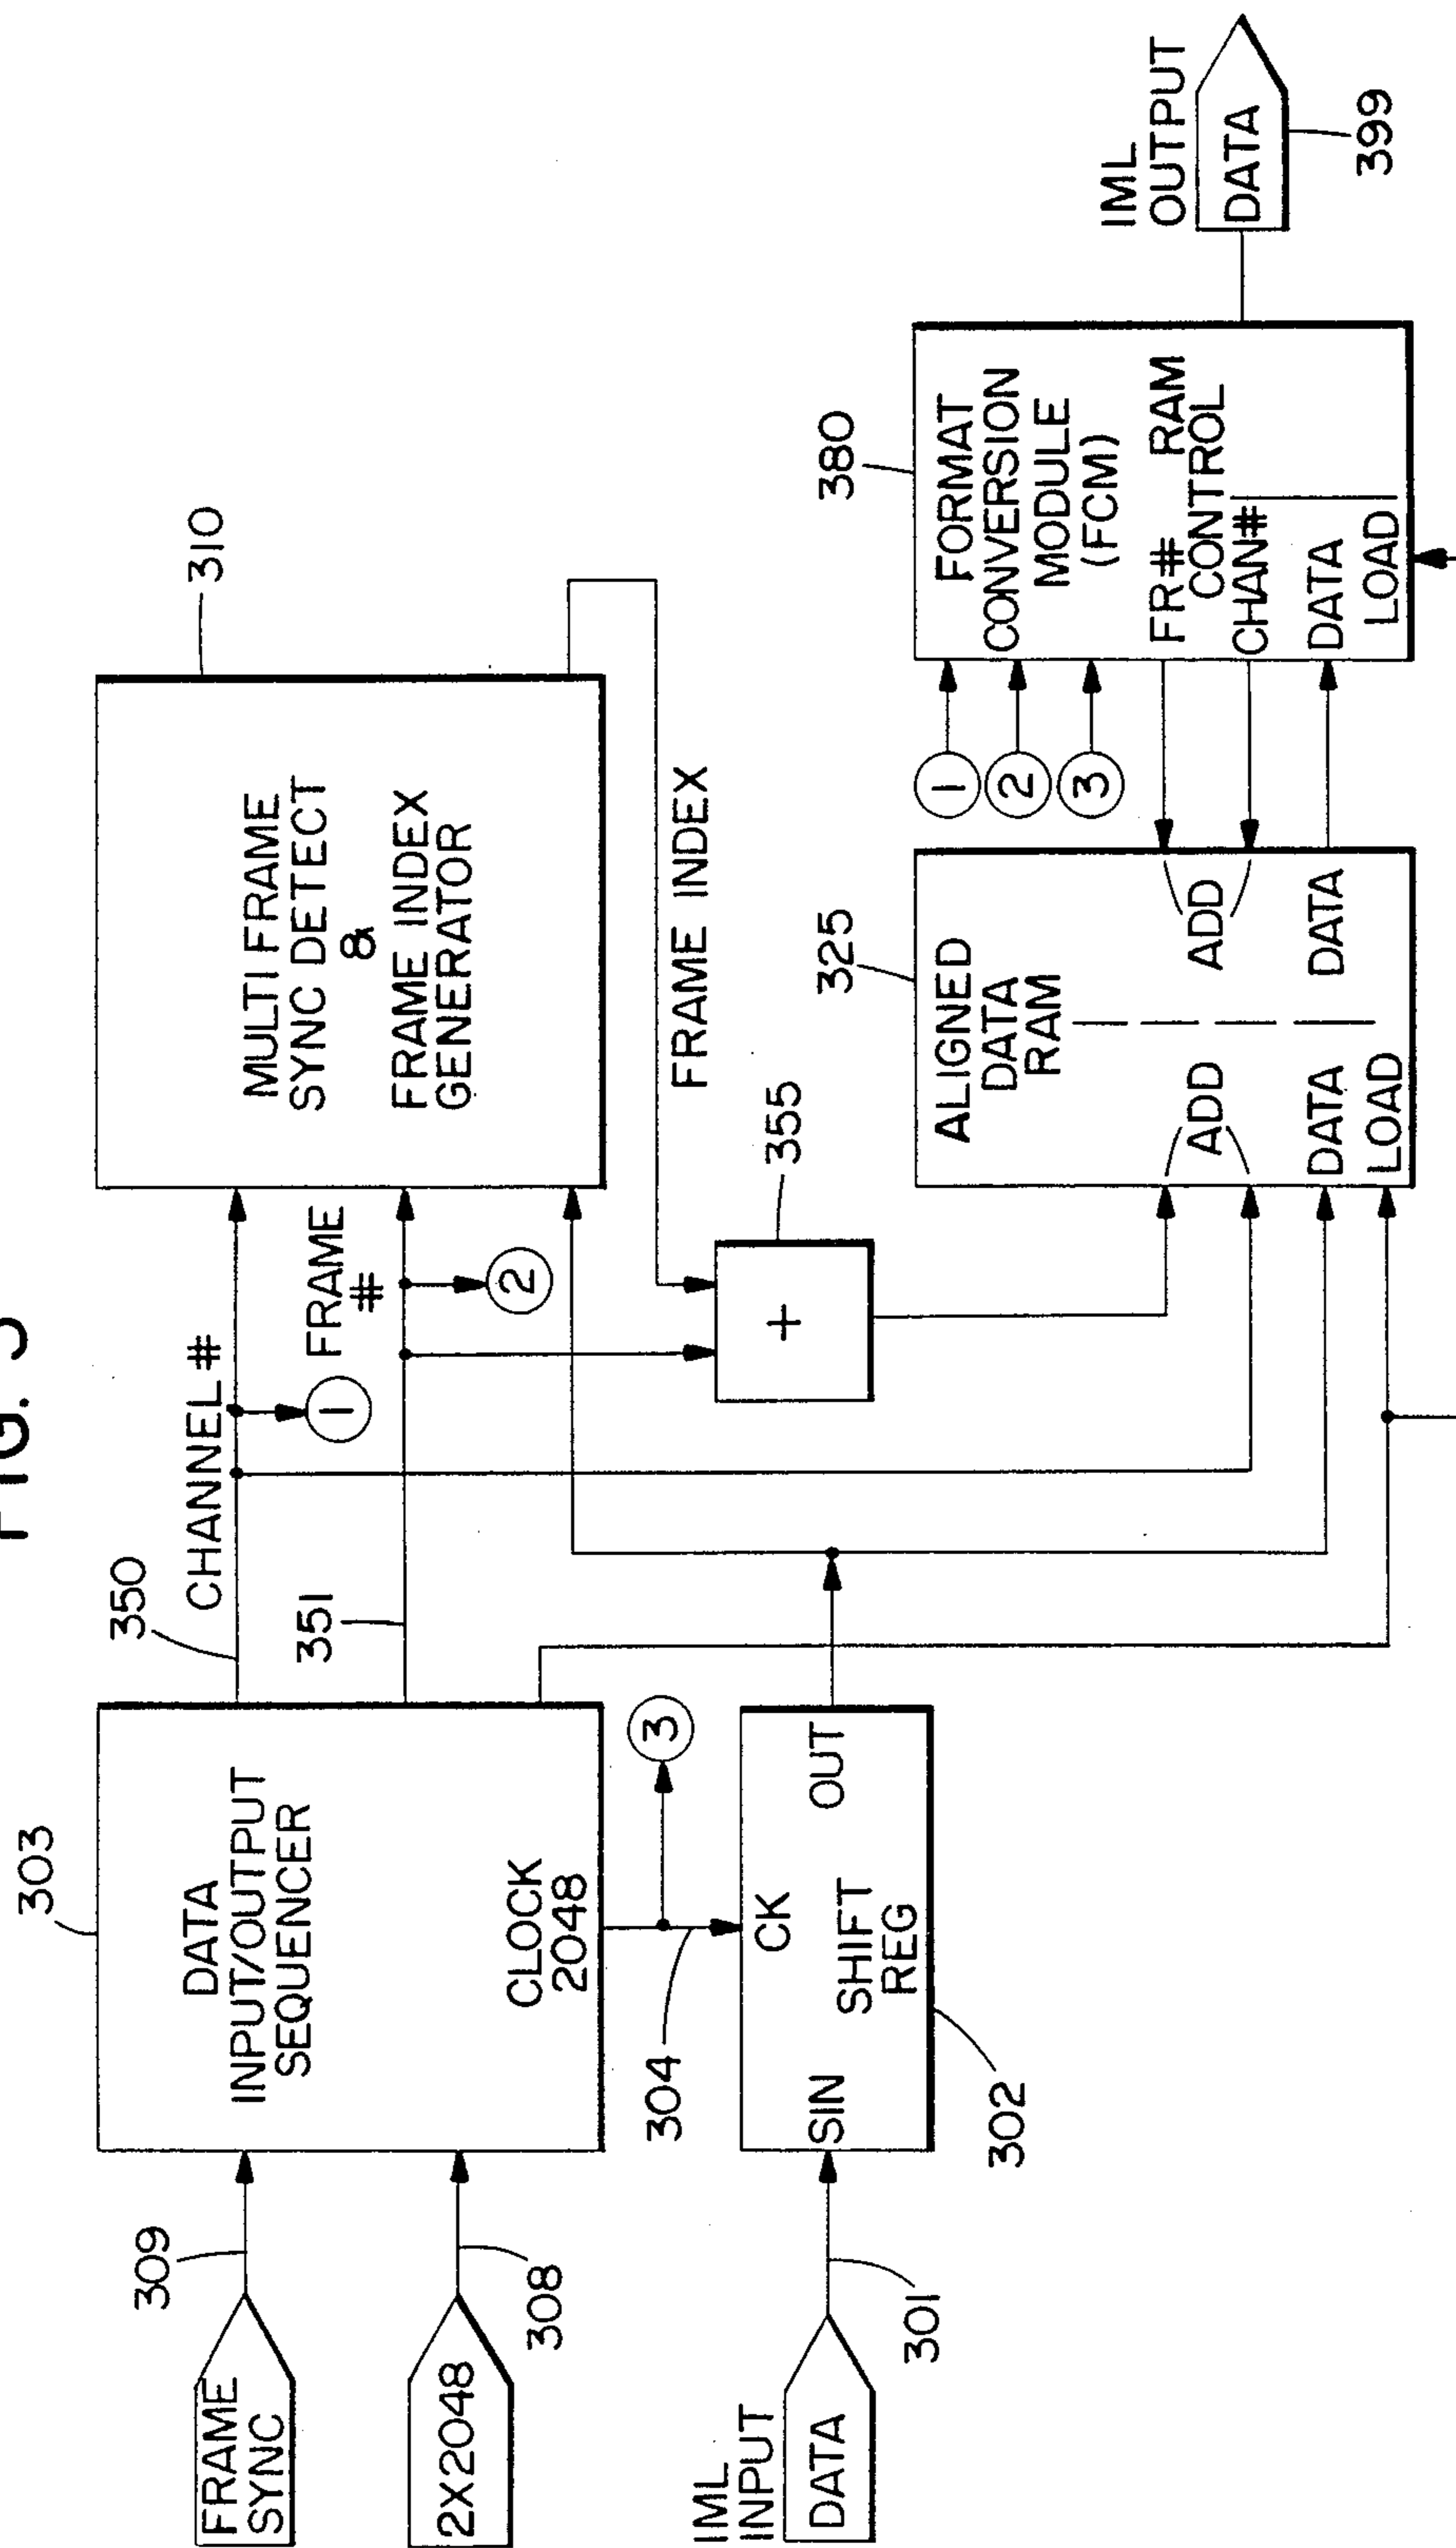 FIG. 3
FRAME
SYNC
309
2X2048
308
IML
INPUT
DATA
301
303
DATA
INPUT/OUTPUT
SEQUENCER
CLOCK
2048
304
3
SIN
CK
SHIFT
REG
OUT
302
350
CHANNEL #
351
1
FRAME
#
2
310
MULTI FRAME
SYNC DETECT
&
FRAME INDEX
GENERATOR
FRAME INDEX
355
+
325
ALIGNED
DATA
RAM
ADD
ADD
DATA
DATA
LOAD
1
2
3
380
FORMAT
CONVERSION
MODULE
(FCM)
FR#
RAM
CONTROL
CHAN#
DATA
LOAD
IML
OUTPUT
DATA
399